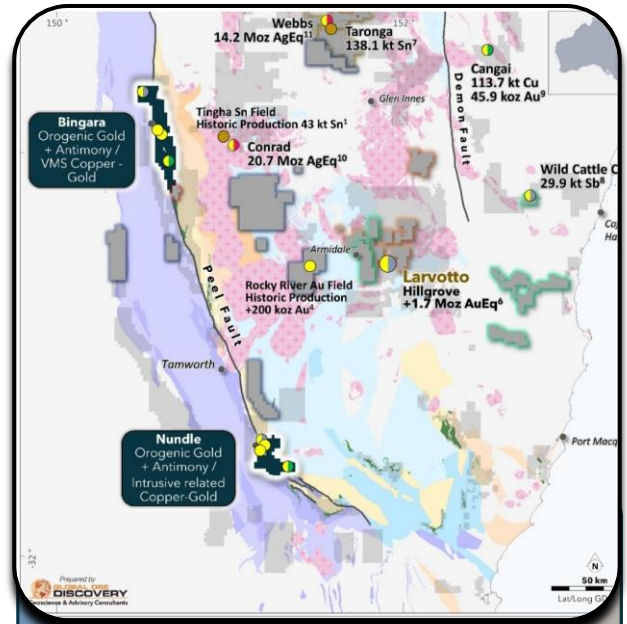 150°
152°
Webbs
14.2 Moz AgEq11
Taronga
138.1 kt Sn7
Cangai
113.7 kt Cu
45.9 koz Au9
Demon Fault
Glen Innes
Tingha Sn Field
Historic Production 43 kt Sn1
Conrad
20.7 Moz AgEq10
Bingara
Orogenic Gold
+ Antimony /
VMS Copper -
Gold
Wild Cattle C
29.9 kt Sb8
Armidale
Larvotto
Hillgrove
+1.7 Moz AuEq6
Rocky River Au Field
Historic Production
+200 koz Au4
Peel Fault
Tamworth
Nundle
Orogenic Gold
+ Antimony /
Intrusive related
Copper-Gold
Port Macq
-32°
Prepared by
GLOBAL ORE
DISCOVERY
Geoscience & Advisory Consultants
N
50 km
Lat/Long GD